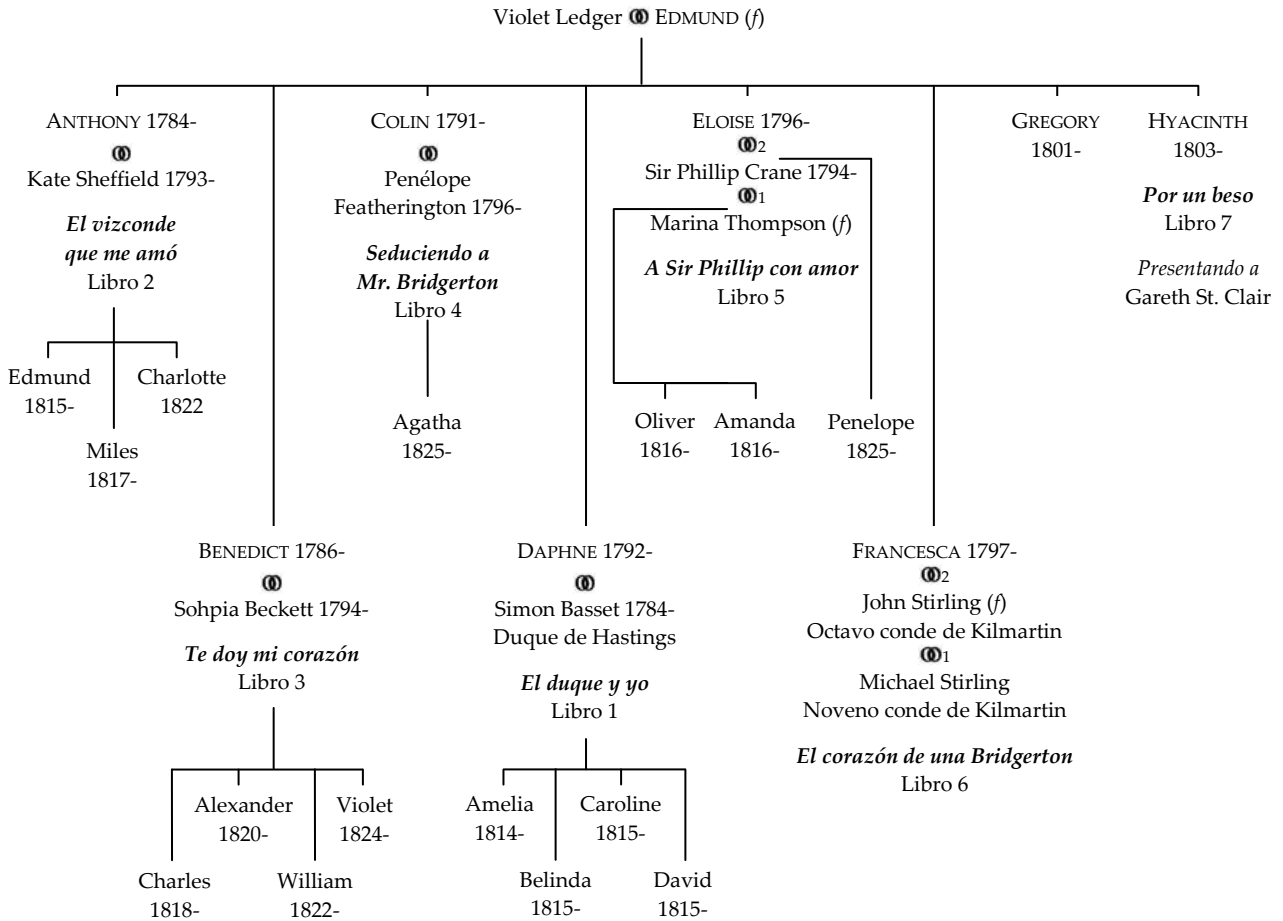 Violet Ledger EDMUND (f)
ANTHONY 1784-
Kate Sheffield 1793-
El vizconde
que me amó
Libro 2
Edmund
1815-
Charlotte
1822
Miles
1817-
COLIN 1791-
Penélope
Featherington 1796-
Seduciendo a
Mr. Bridgerton
Libro 4
Agatha
1825-
ELOISE 1796-
2
Sir Phillip Crane 1794-
1
Marina Thompson (f)
A Sir Phillip con amor
Libro 5
Oliver
1816-
Amanda
1816-
Penelope
1825-
GREGORY
1801-
HYACINTH
1803-
Por un beso
Libro 7
Presentando a
Gareth St. Clair
BENEDICT 1786-
Sohpia Beckett 1794-
Te doy mi corazón
Libro 3
Alexander
1820-
Violet
1824-
Charles
1818-
William
1822-
DAPHNE 1792-
Simon Basset 1784-
Duque de Hastings
El duque y yo
Libro 1
Amelia
1814-
Caroline
1815-
Belinda
1815-
David
1815-
FRANCESCA 1797-
2
John Stirling (f)
Octavo conde de Kilmartin
1
Michael Stirling
Noveno conde de Kilmartin
El corazón de una Bridgerton
Libro 6